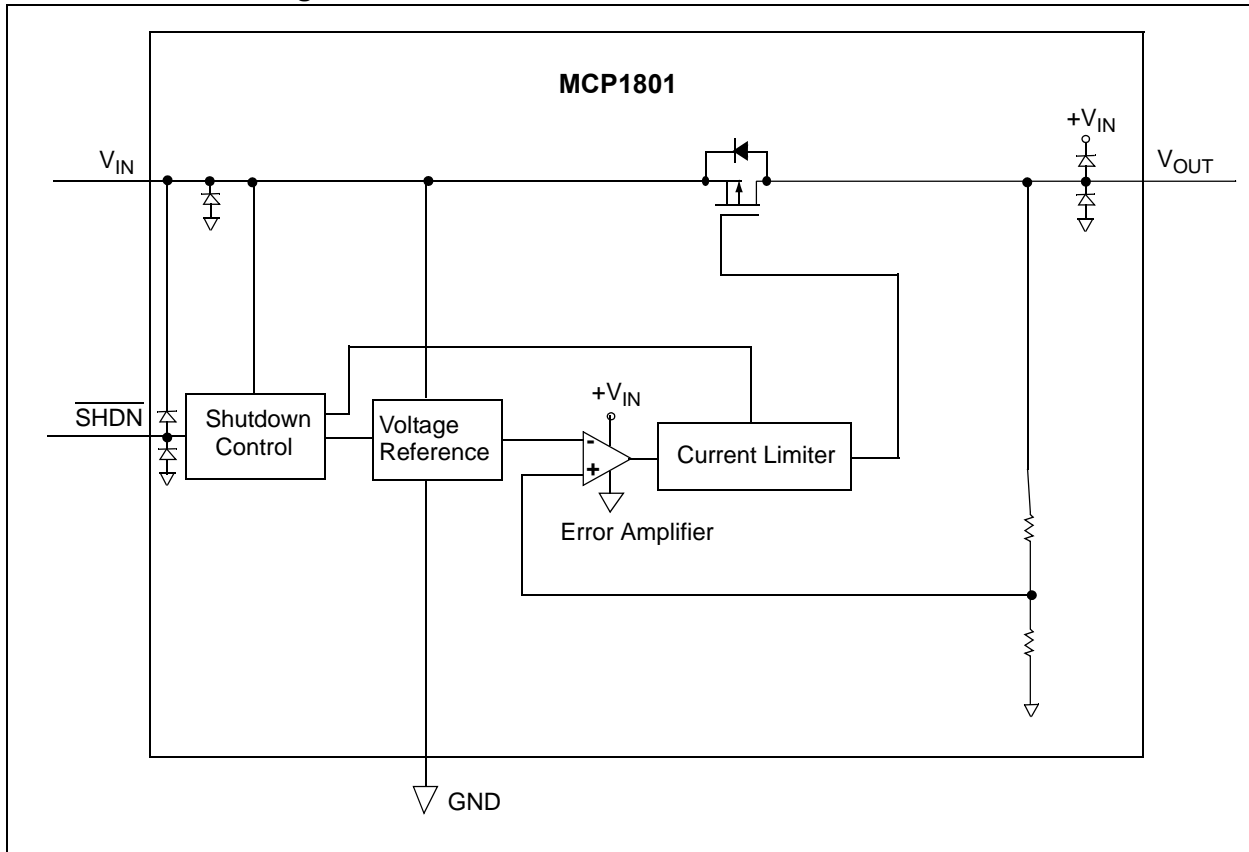 MCP1801
+VIN
VIN
VOUT
SHDN
Shutdown
Control
Voltage
Reference
+VIN
-
+
Current Limiter
Error Amplifier
GND